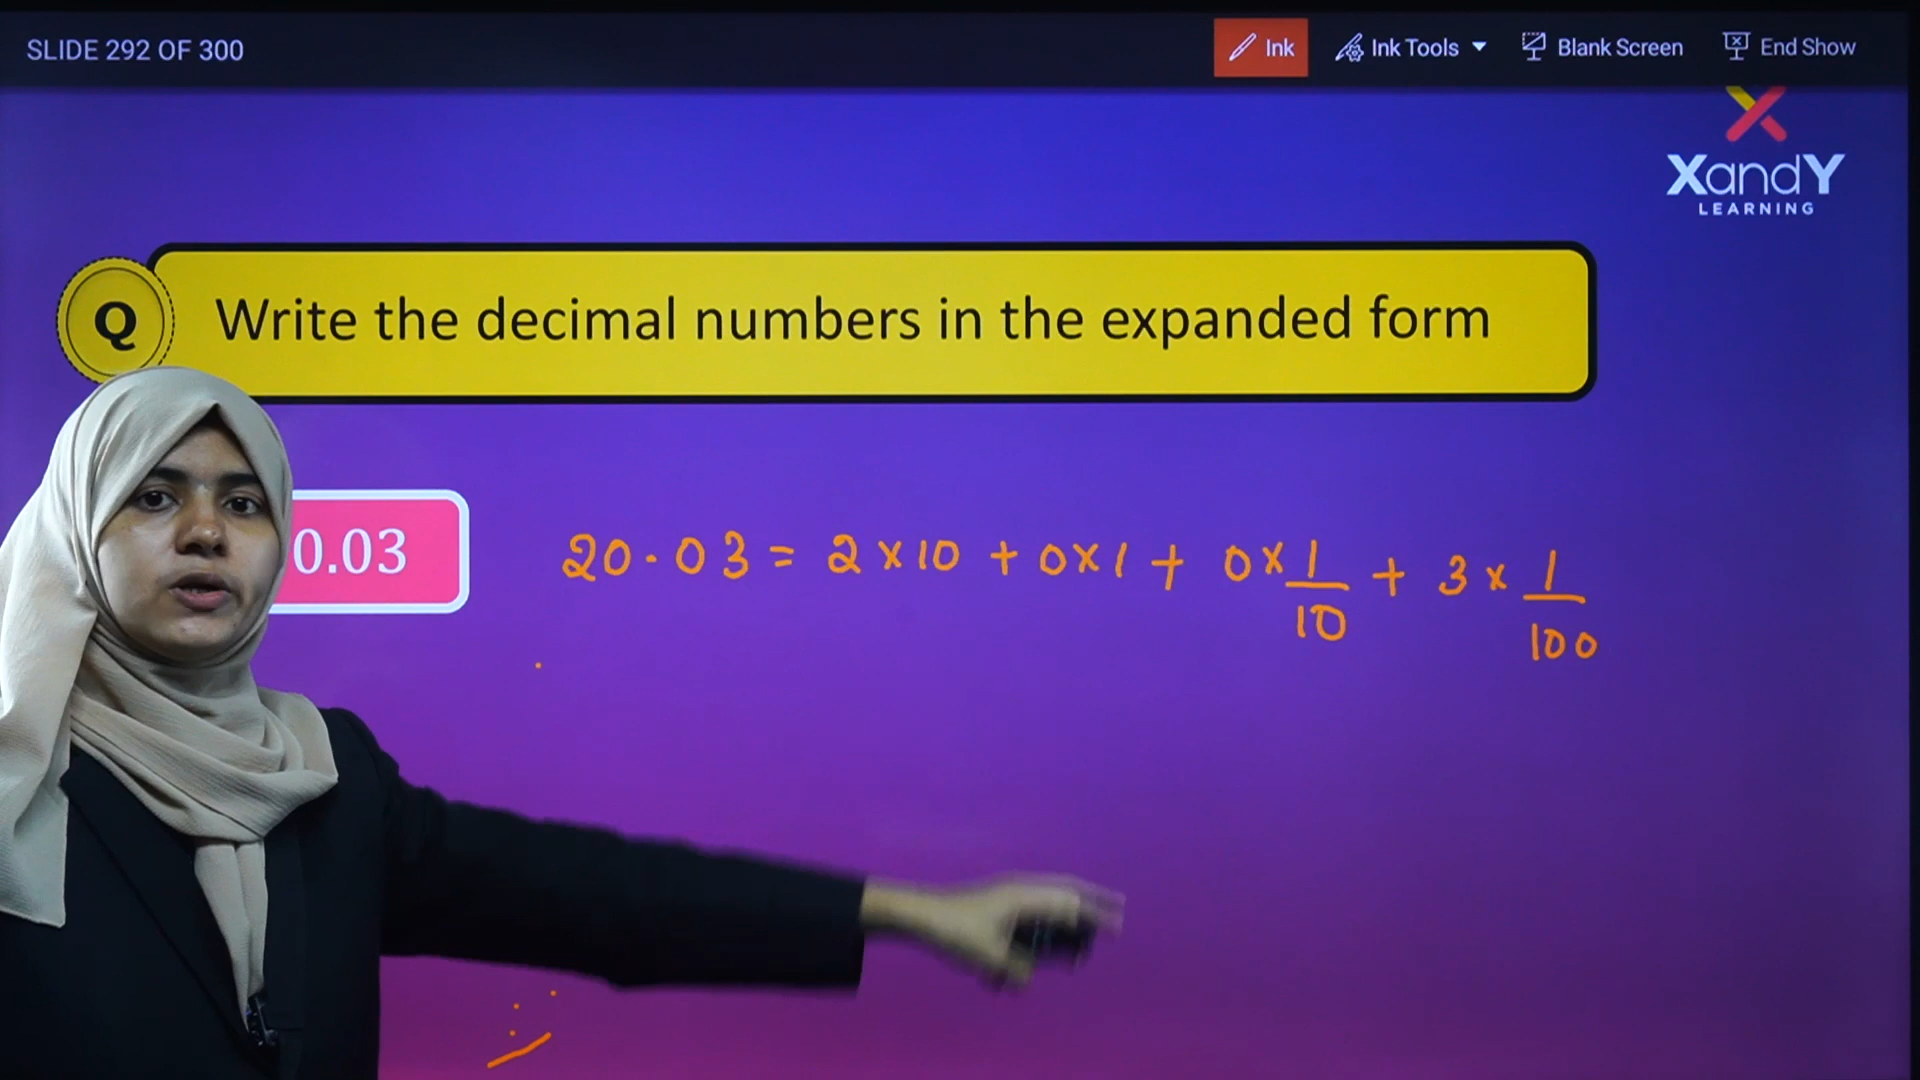 SLIDE 292 OF 300
Ink
Ink Tools
Blank Screen
End Show
XandY
LEARNING
Q
Write the decimal numbers in the expanded form
0.03
20.03 = 2 × 10 + 0 × 1 + 0 × 1/10 + 3 × 1/100